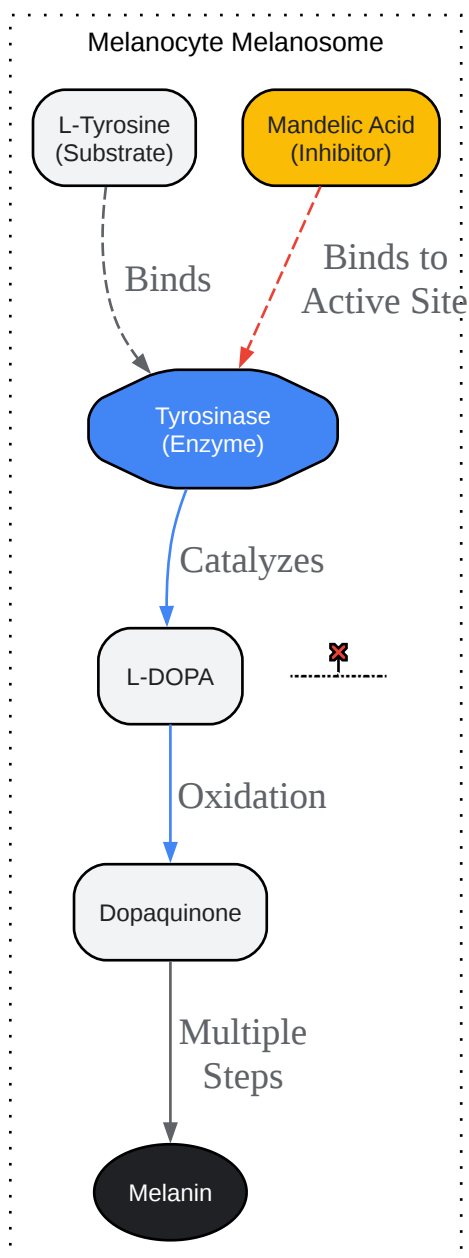 Melanocyte Melanosome
L-Tyrosine
(Substrate)
Mandelic Acid
(Inhibitor)
Binds
Binds to
Active Site
Tyrosinase
(Enzyme)
Catalyzes
L-DOPA
Oxidation
Dopaquinone
Multiple
Steps
Melanin